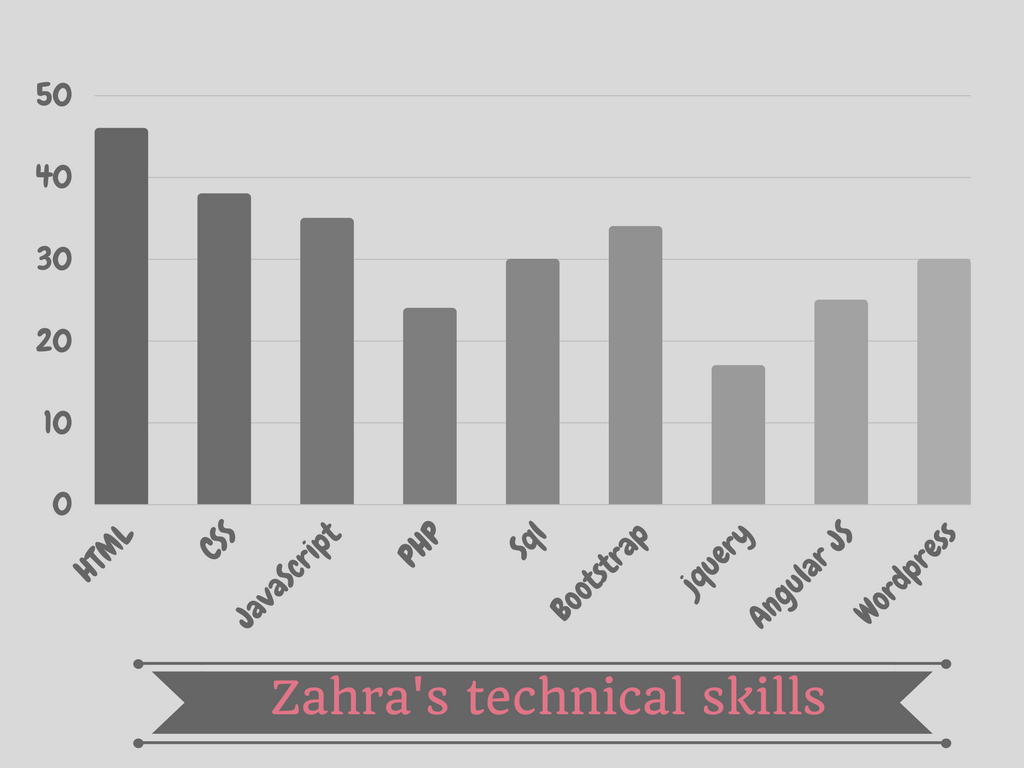 50
40
30
20
10
0
HTML
CSS
JavaScript
PHP
Sql
Bootstrap
jquery
Angular JS
Wordpress
Zahra's technical skills